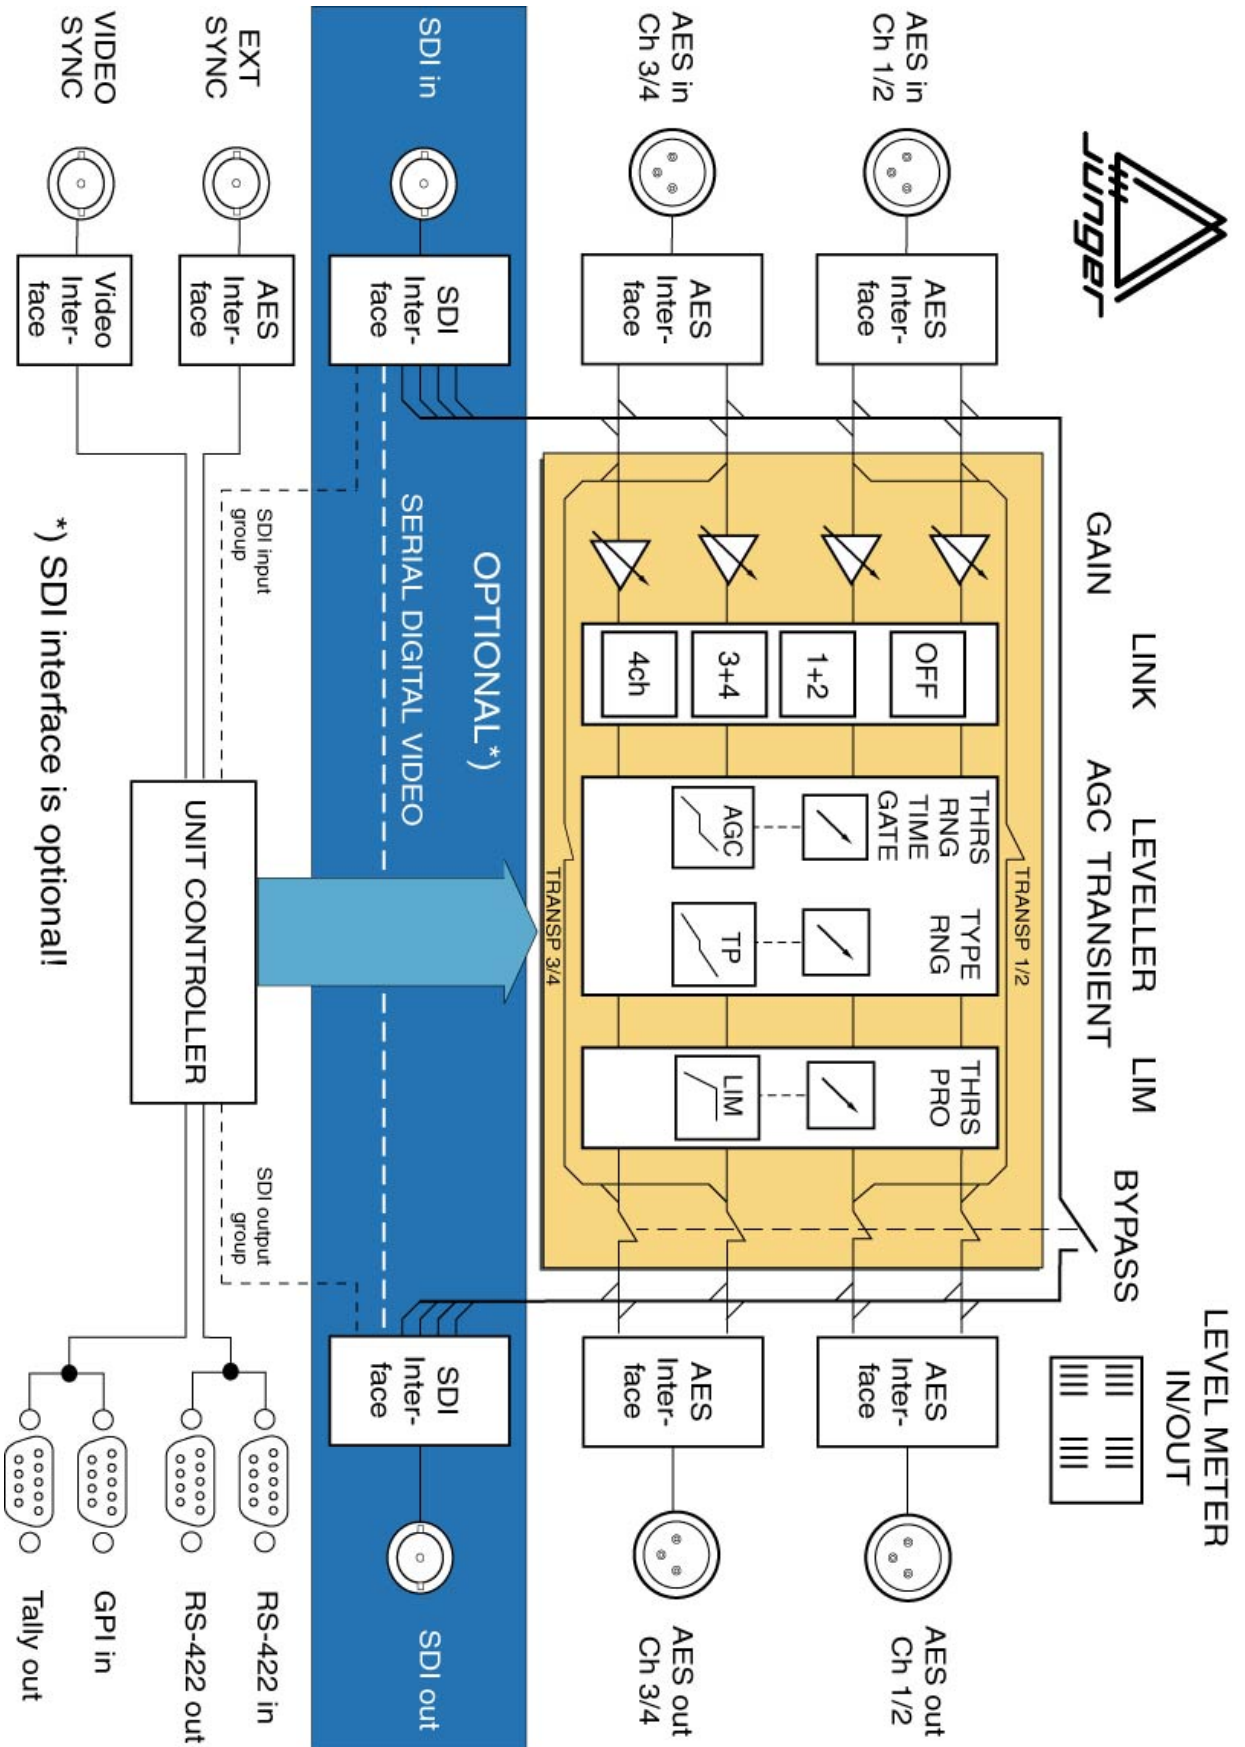 Jünger
LEVEL METER
IN/OUT
GAIN
LINK
LEVELLER
AGC TRANSIENT
LIM
BYPASS
AES in
Ch 1/2
AES
Inter-
face
OFF
1+2
3+4
4ch
THRS
RNG
TIME
GATE
AGC
TYPE
RNG
TP
THRS
PRO
LIM
TRANSP 1/2
TRANSP 3/4
AES
Inter-
face
AES out
Ch 1/2
AES in
Ch 3/4
AES
Inter-
face
AES
Inter-
face
AES out
Ch 3/4
OPTIONAL*)
SERIAL DIGITAL VIDEO
SDI in
SDI
Inter-
face
SDI
Inter-
face
SDI out
SDI input
group
SDI output
group
EXT
SYNC
AES
Inter-
face
VIDEO
SYNC
Video
Inter-
face
UNIT CONTROLLER
RS-422 in
RS-422 out
GPI in
Tally out
*) SDI interface is optional!